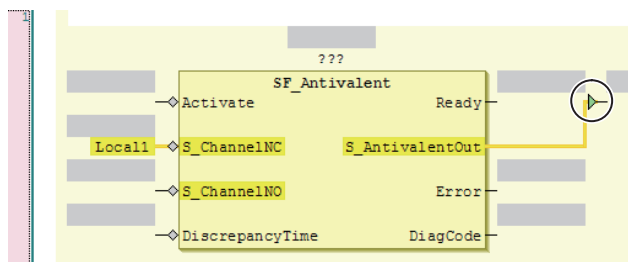 1
???
SF_Antivalent
Activate Ready
Local1 S_ChannelNC S_AntivalentOut
S_ChannelNO Error
DiscrepancyTime DiagCode